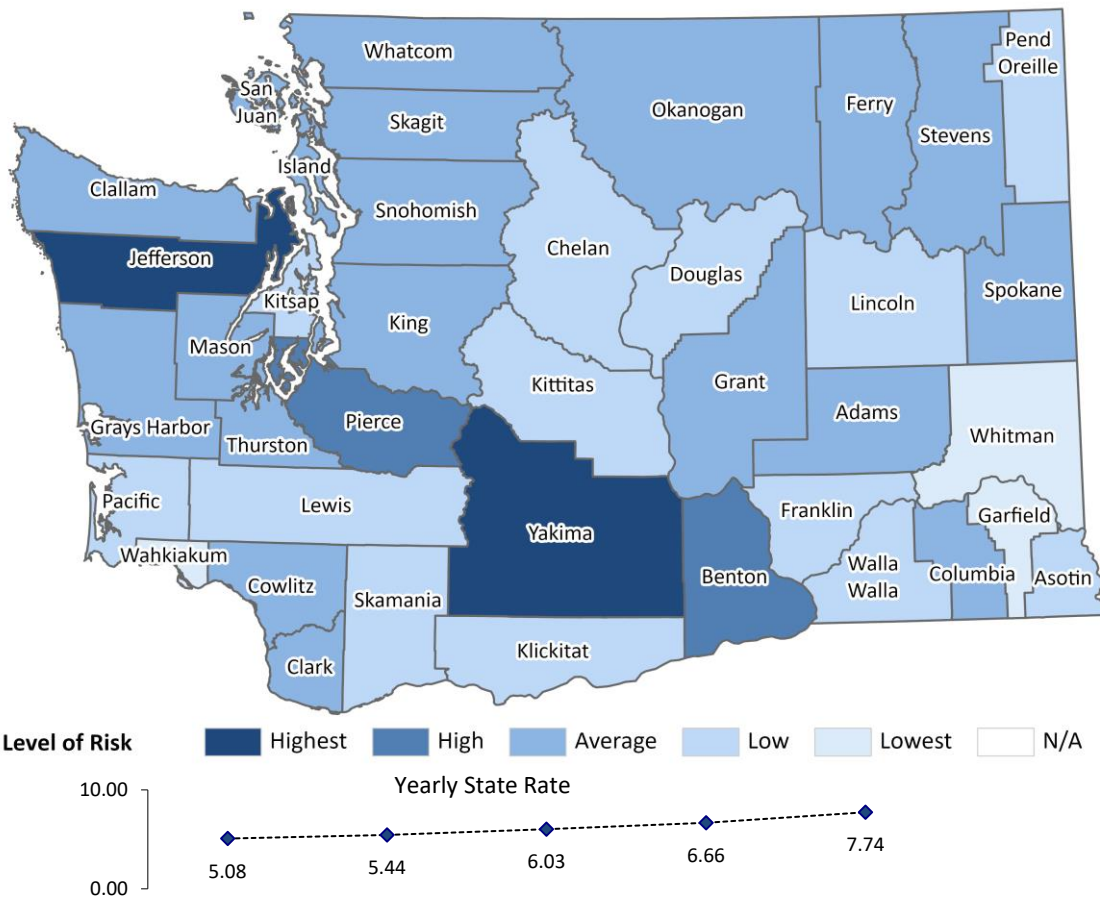 Whatcom
Pend
Oreille
San
Juan
Okanogan
Ferry
Skagit
Stevens
Island
Clallam
Snohomish
Chelan
Jefferson
Douglas
Spokane
Kitsap
Lincoln
King
Mason
Kittitas
Grant
Adams
Pierce
Grays Harbor
Whitman
Thurston
Pacific
Lewis
Franklin
Garfield
Yakima
Wahkiakum
Walla
Walla
Columbia
Asotin
Benton
Cowlitz
Skamania
Klickitat
Clark
Level of Risk Highest High Average Low Lowest N/A
Yearly State Rate
10.00
5.08 5.44 6.03 6.66 7.74
0.00